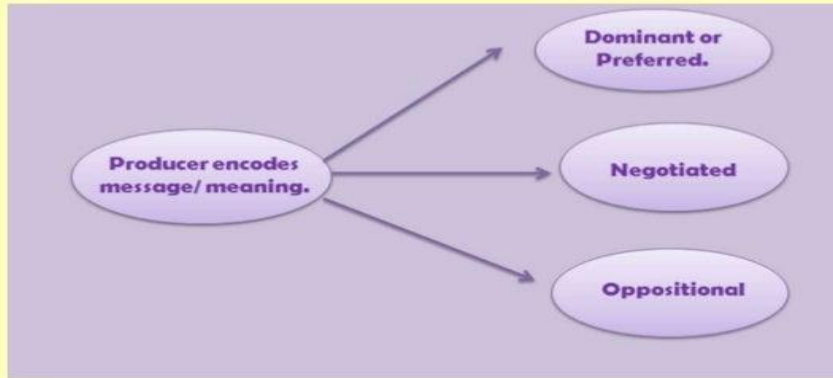 Dominant or
Preferred.
Producer encodes
message/ meaning.
Negotiated
Oppositional